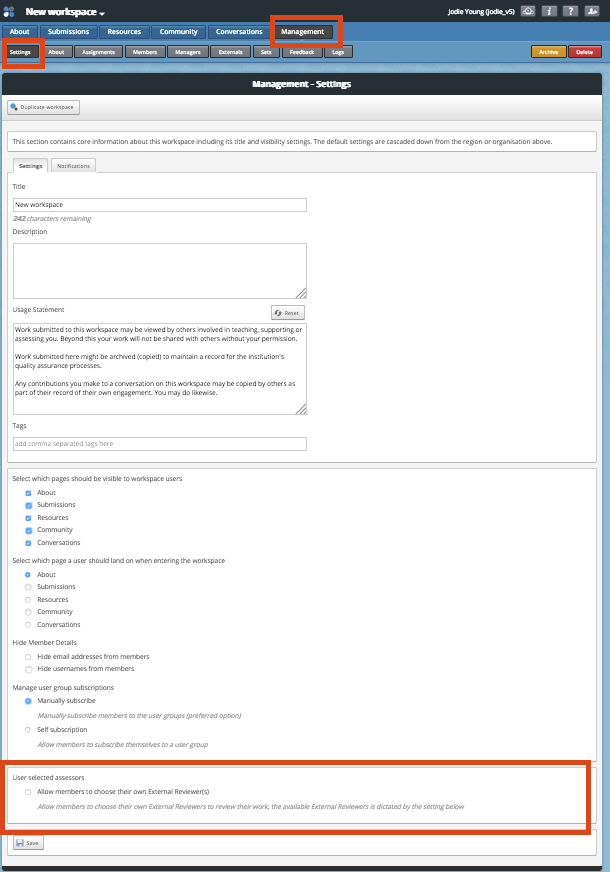 New workspace
Jodie Young (jodie_v5)
i
?
About Submissions Resources Community Conversations Management
Settings About Assignments Members Managers Externals Sets Feedback Logs Archive Delete
Management - Settings
Duplicate workspace
This section contains core information about this workspace including its title and visibility settings. The default settings are cascaded down from the region or organisation above.
Settings Notifications
Title
New workspace
242 characters remaining
Description
Usage Statement
Reset
Work submitted to this workspace may be viewed by others involved in teaching, supporting or
assessing you. Beyond this your work will not be shared with others without your permission.
Work submitted here might be archived (copied) to maintain a record for the institution's
quality assurance processes.
Any contributions you make to a conversation on this workspace may be copied by others as
part of their record of their own engagement. You may do likewise.
Tags
add comma separated tags here
Select which pages should be visible to workspace users
About
Submissions
Resources
Community
Conversations
Select which page a user should land on when entering the workspace
About
Submissions
Resources
Community
Conversations
Hide Member Details
Hide email addresses from members
Hide usernames from members
Manage user group subscriptions
Manually subscribe
Manually subscribe members to the user groups (preferred option)
Self subscription
Allow members to subscribe themselves to a user group
User selected assessors
Allow members to choose their own External Reviewer(s)
Allow members to choose their own External Reviewers to review their work, the available External Reviewers is dictated by the setting below
Save